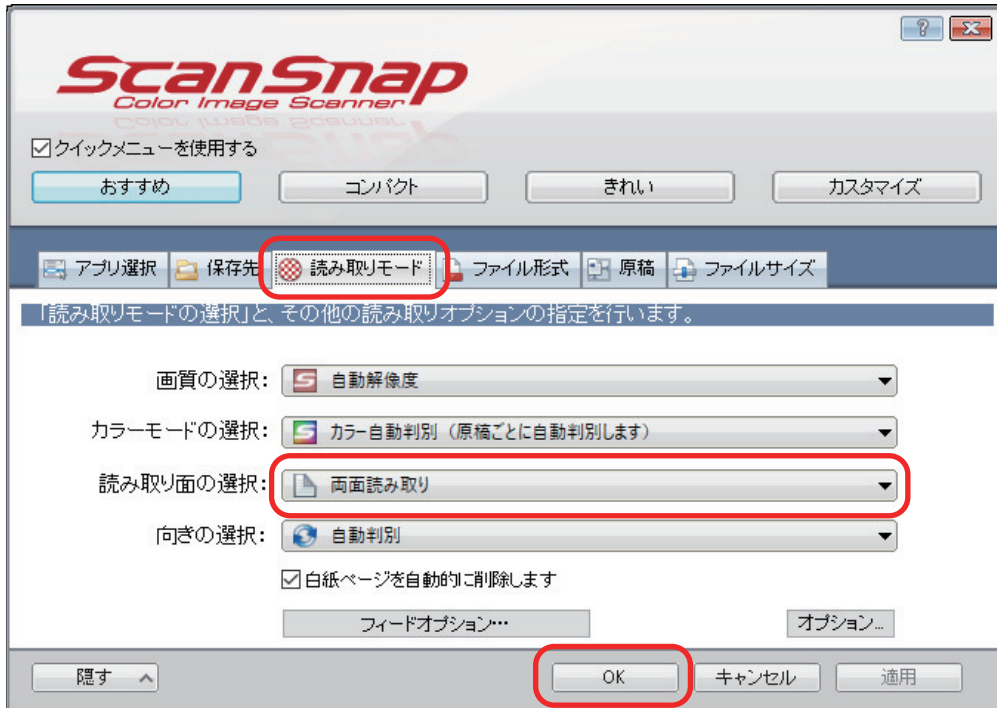 ?
ScanSnap
Color Image Scanner
クイックメニューを使用する
おすすめ コンパクト きれい カスタマイズ
アプリ選択 保存先 読み取りモード ファイル形式 原稿 ファイルサイズ
「読み取りモードの選択」と、その他の読み取りオプションの指定を行います。
画質の選択: 自動解像度
カラーモードの選択: カラー自動判別（原稿ごとに自動判別します）
読み取り面の選択: 両面読み取り
向きの選択: 自動判別
白紙ページを自動的に削除します
フィードオプション… オプション...
隠す OK キャンセル 適用